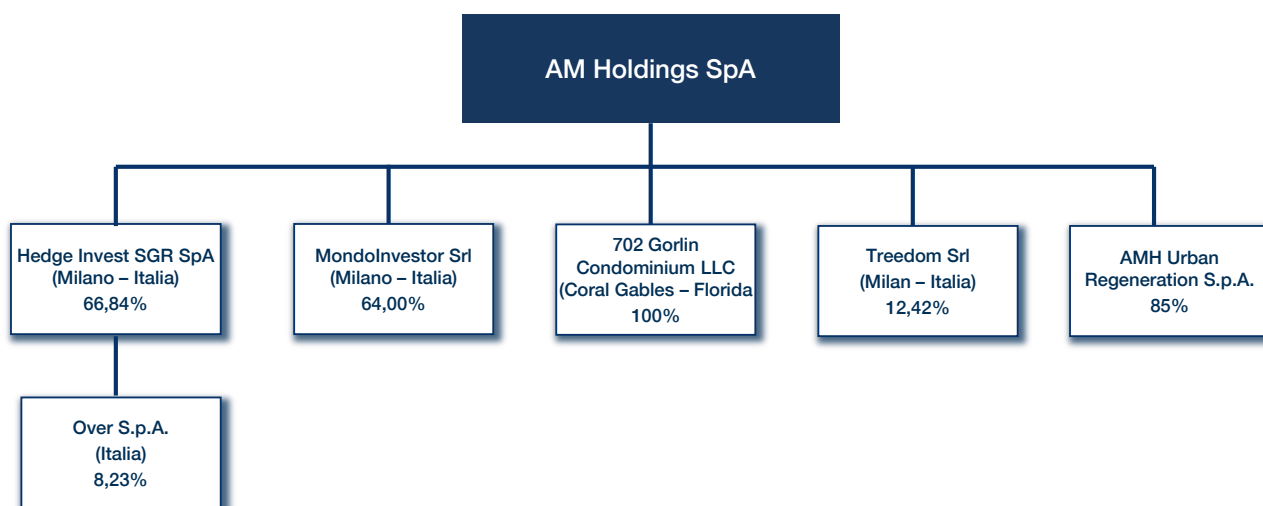 AM Holdings SpA
Hedge Invest SGR SpA
(Milano – Italia)
66,84%
MondoInvestor Srl
(Milano – Italia)
64,00%
702 Gorlin
Condominium LLC
(Coral Gables – Florida
100%
Treedom Srl
(Milan – Italia)
12,42%
AMH Urban
Regeneration S.p.A.
85%
Over S.p.A.
(Italia)
8,23%